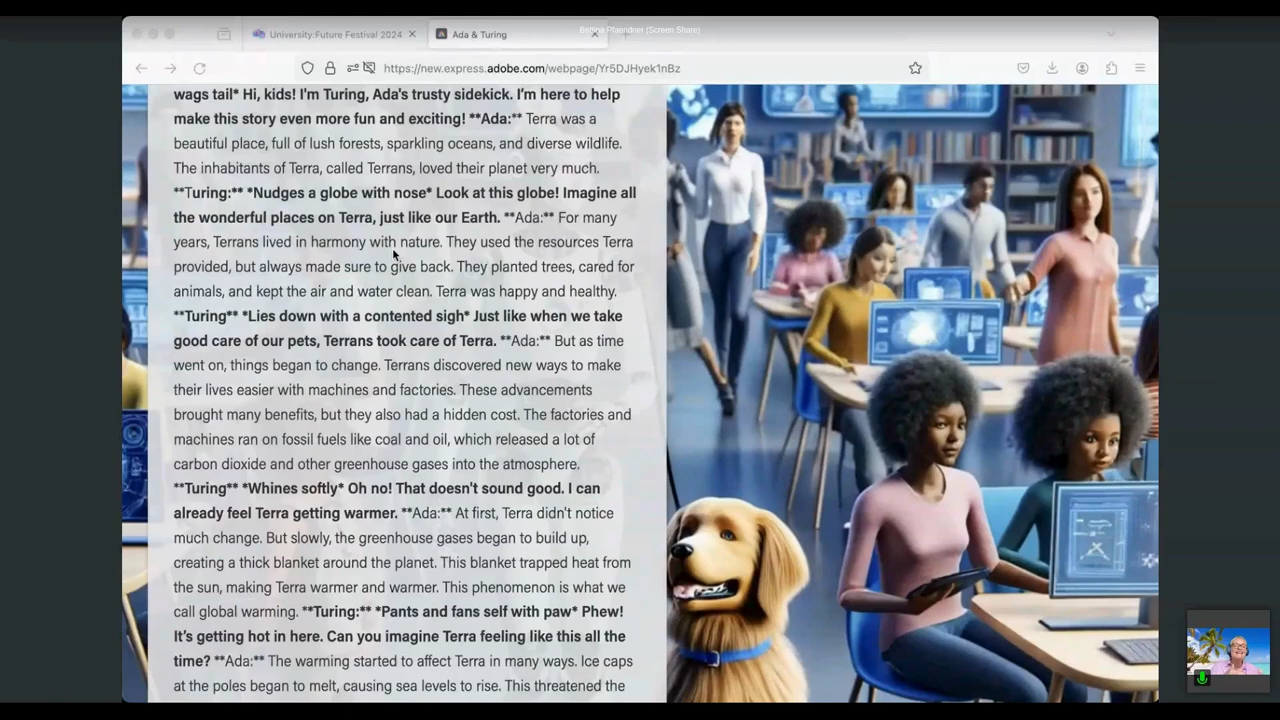 Bettina Pfaendner (Screen Share)
University:Future Festival 2024
Ada & Turing
https://new.express.adobe.com/webpage/Yr5DJHyek1nBz
wags tail* Hi, kids! I'm Turing, Ada's trusty sidekick. I'm here to help
make this story even more fun and exciting! **Ada:** Terra was a
beautiful place, full of lush forests, sparkling oceans, and diverse wildlife.
The inhabitants of Terra, called Terrans, loved their planet very much.
**Turing:** *Nudges a globe with nose* Look at this globe! Imagine all
the wonderful places on Terra, just like our Earth. **Ada:** For many
years, Terrans lived in harmony with nature. They used the resources Terra
provided, but always made sure to give back. They planted trees, cared for
animals, and kept the air and water clean. Terra was happy and healthy.
**Turing** *Lies down with a contented sigh* Just like when we take
good care of our pets, Terrans took care of Terra. **Ada:** But as time
went on, things began to change. Terrans discovered new ways to make
their lives easier with machines and factories. These advancements
brought many benefits, but they also had a hidden cost. The factories and
machines ran on fossil fuels like coal and oil, which released a lot of
carbon dioxide and other greenhouse gases into the atmosphere.
**Turing** *Whines softly* Oh no! That doesn't sound good. I can
already feel Terra getting warmer. **Ada:** At first, Terra didn't notice
much change. But slowly, the greenhouse gases began to build up,
creating a thick blanket around the planet. This blanket trapped heat from
the sun, making Terra warmer and warmer. This phenomenon is what we
call global warming. **Turing:** *Pants and fans self with paw* Phew!
It's getting hot in here. Can you imagine Terra feeling like this all the
time? **Ada:** The warming started to affect Terra in many ways. Ice caps
at the poles began to melt, causing sea levels to rise. This threatened the